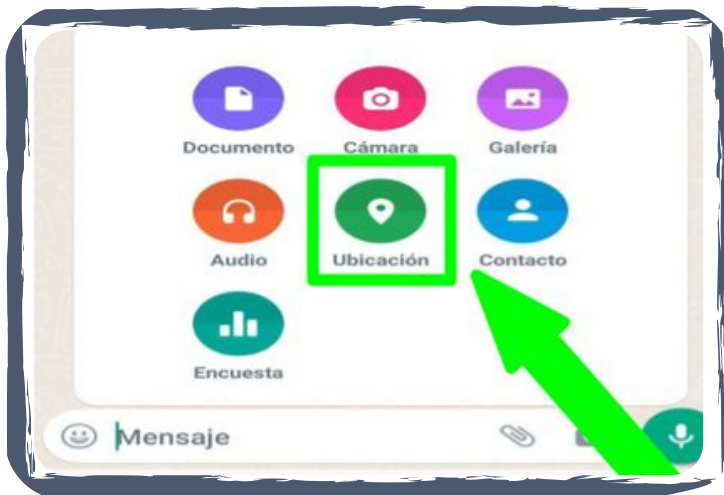 Documento Cámara Galería
Audio Ubicación Contacto
Encuesta
Mensaje